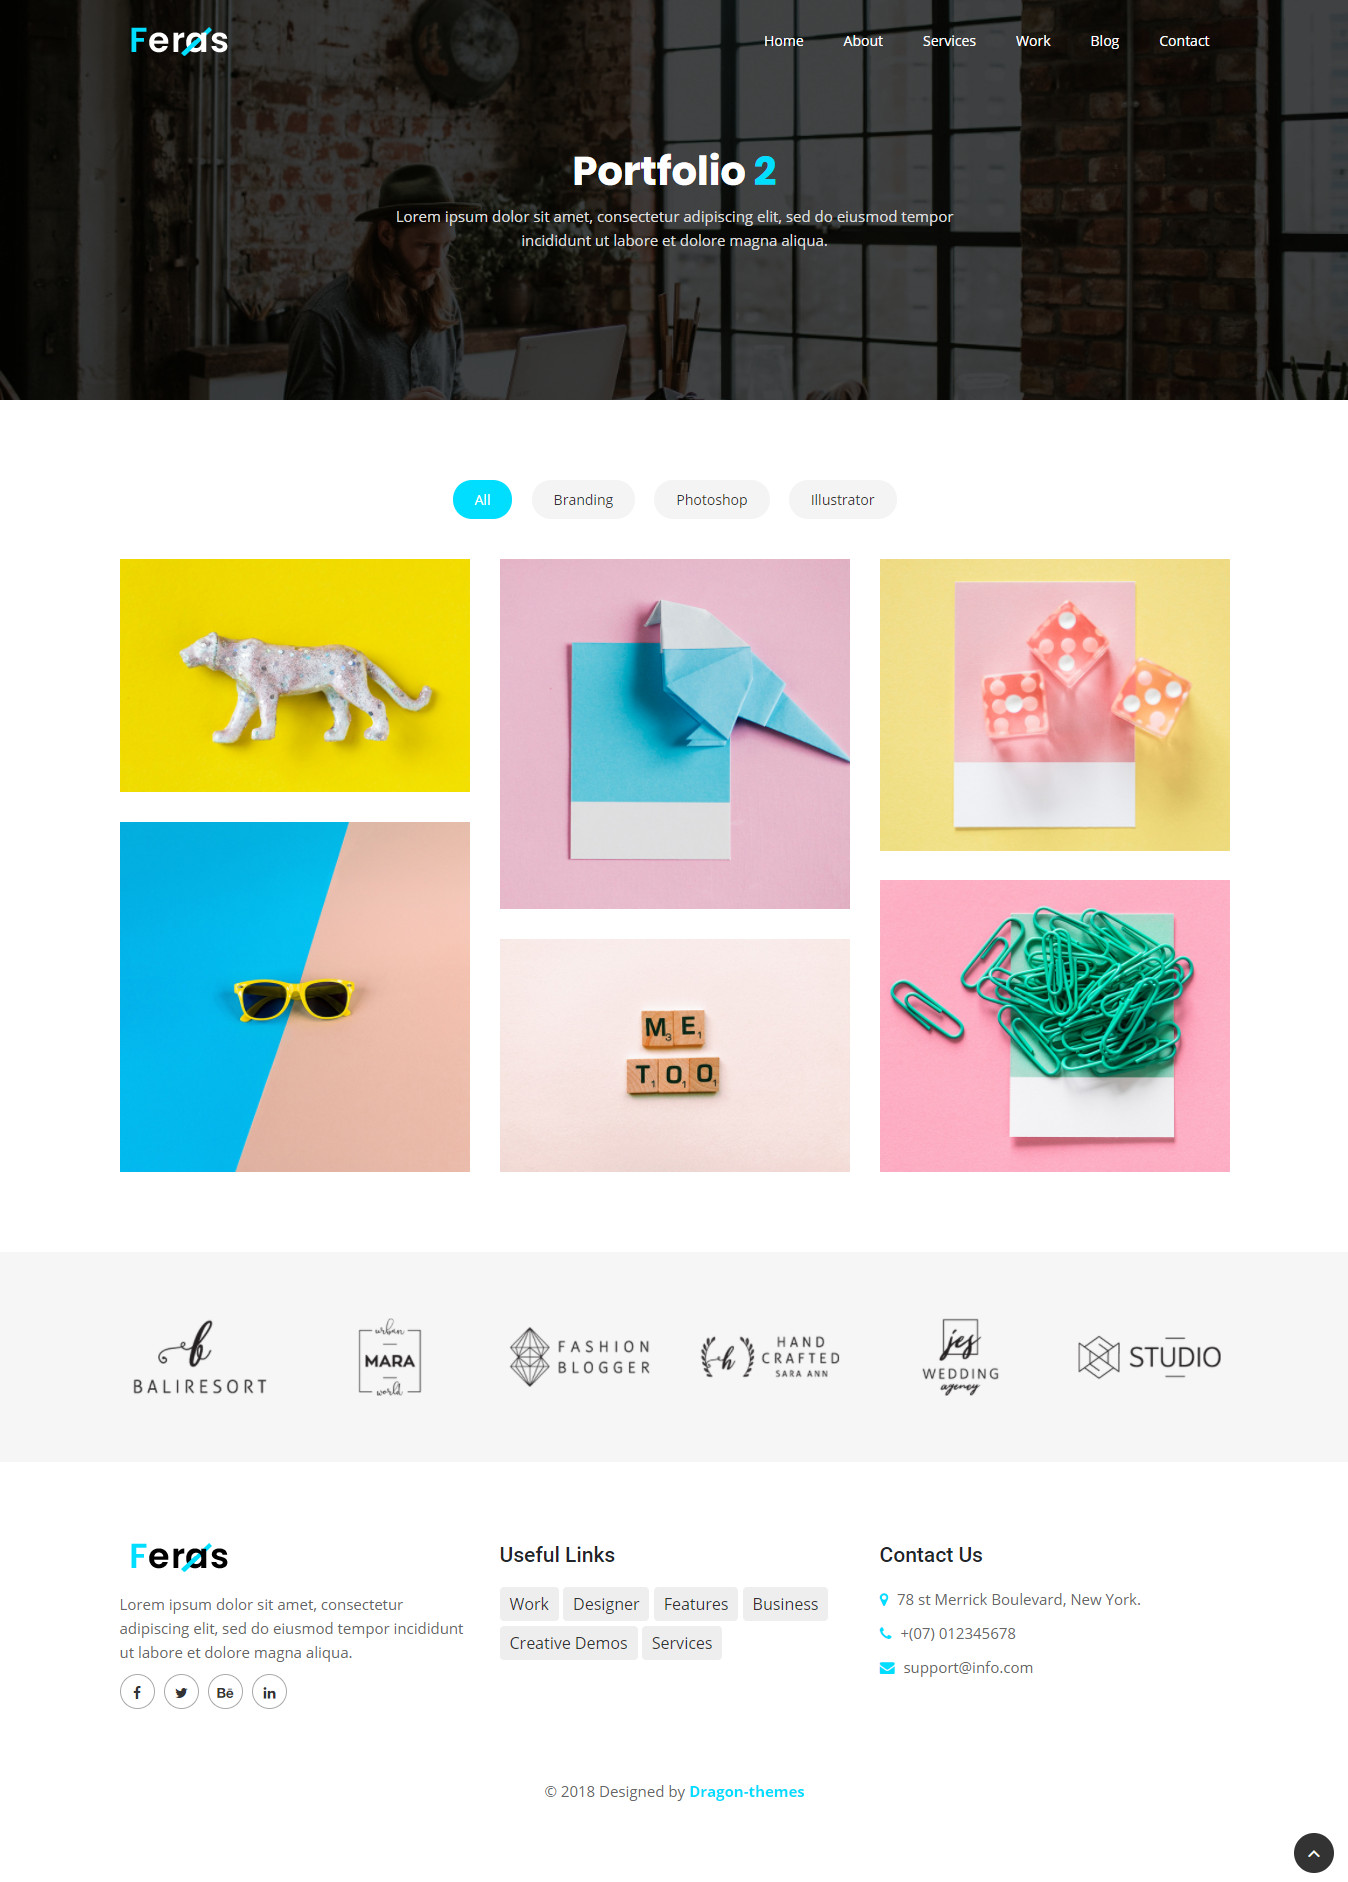 Feras
Home About Services Work Blog Contact
Portfolio 2
Lorem ipsum dolor sit amet, consectetur adipiscing elit, sed do eiusmod tempor
incididunt ut labore et dolore magna aliqua.
All Branding Photoshop Illustrator
ME
3 1
TOO
1 1 1
b
BALIRESORT
urban
MARA
world
FASHION
BLOGGER
h
HAND
CRAFTED
SARA ANN
jes
WEDDING
agency
STUDIO
Feras
Lorem ipsum dolor sit amet, consectetur
adipiscing elit, sed do eiusmod tempor incididunt
ut labore et dolore magna aliqua.
f Bē in
Useful Links
Work Designer Features Business
Creative Demos Services
Contact Us
78 st Merrick Boulevard, New York.
+(07) 012345678
support@info.com
© 2018 Designed by Dragon-themes